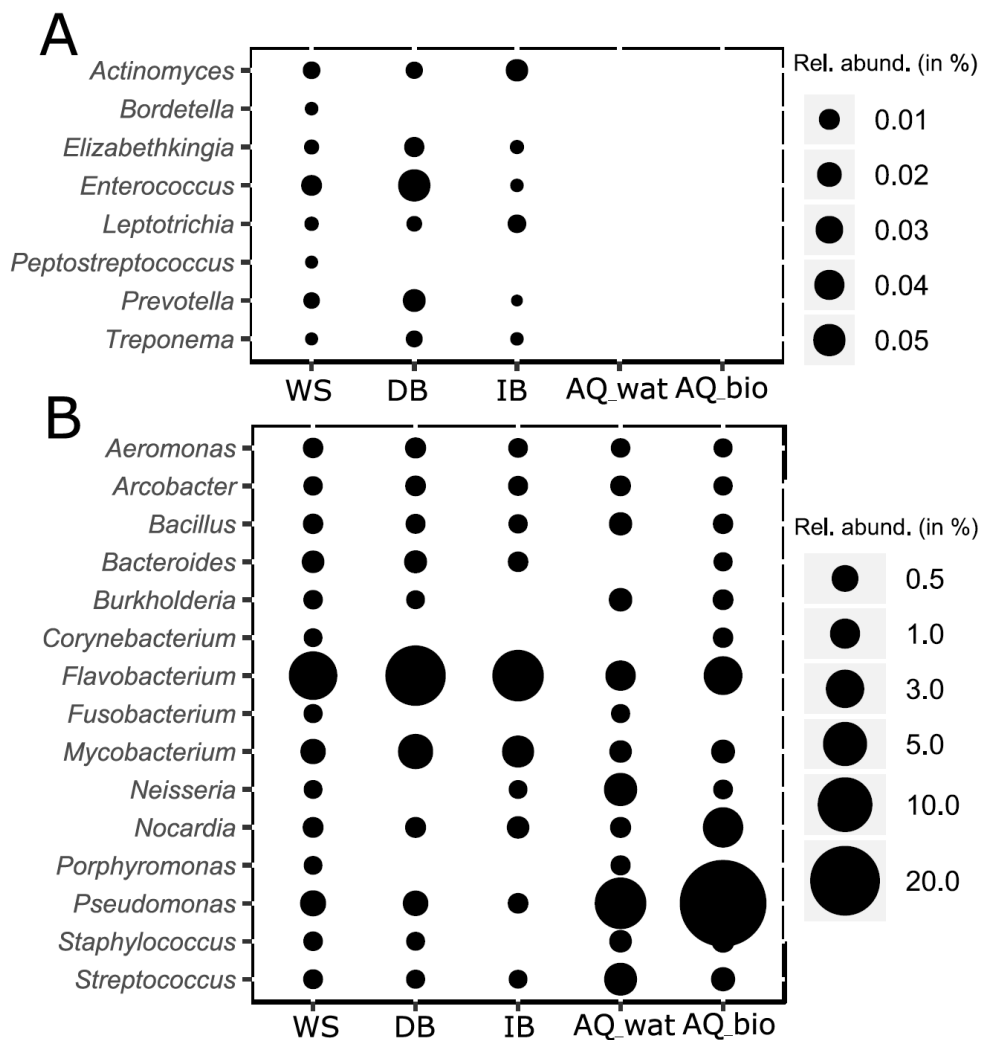 A
Actinomyces
Bordetella
Elizabethkingia
Enterococcus
Leptotrichia
Peptostreptococcus
Prevotella
Treponema
WS DB IB AQ_wat AQ_bio
Rel. abund. (in %)
0.01
0.02
0.03
0.04
0.05
B
Aeromonas
Arcobacter
Bacillus
Bacteroides
Burkholderia
Corynebacterium
Flavobacterium
Fusobacterium
Mycobacterium
Neisseria
Nocardia
Porphyromonas
Pseudomonas
Staphylococcus
Streptococcus
WS DB IB AQ_wat AQ_bio
Rel. abund. (in %)
0.5
1.0
3.0
5.0
10.0
20.0